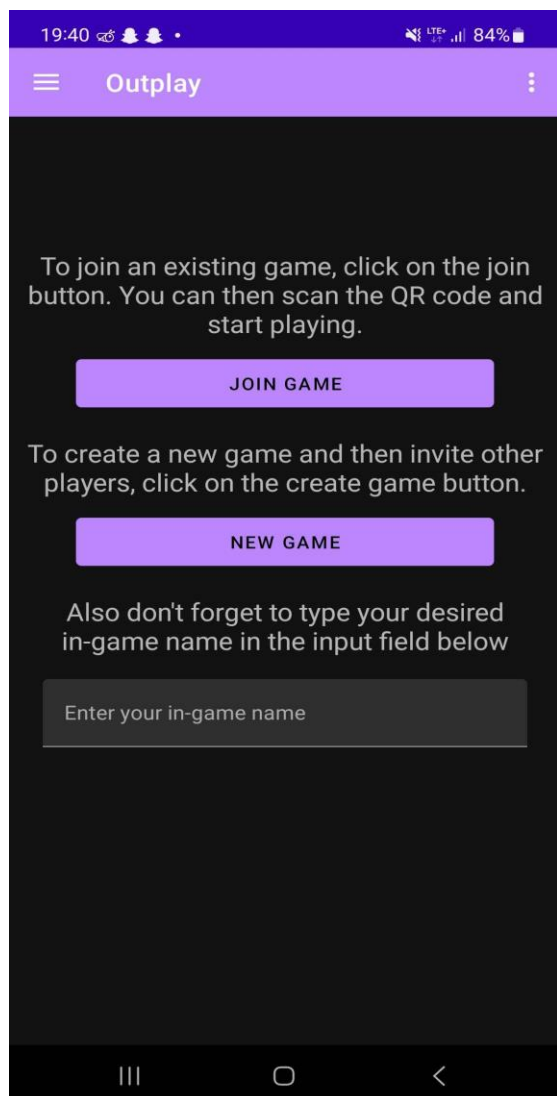 19:40
LTE+ 84%
Outplay
To join an existing game, click on the join
button. You can then scan the QR code and
start playing.
JOIN GAME
To create a new game and then invite other
players, click on the create game button.
NEW GAME
Also don't forget to type your desired
in-game name in the input field below
Enter your in-game name